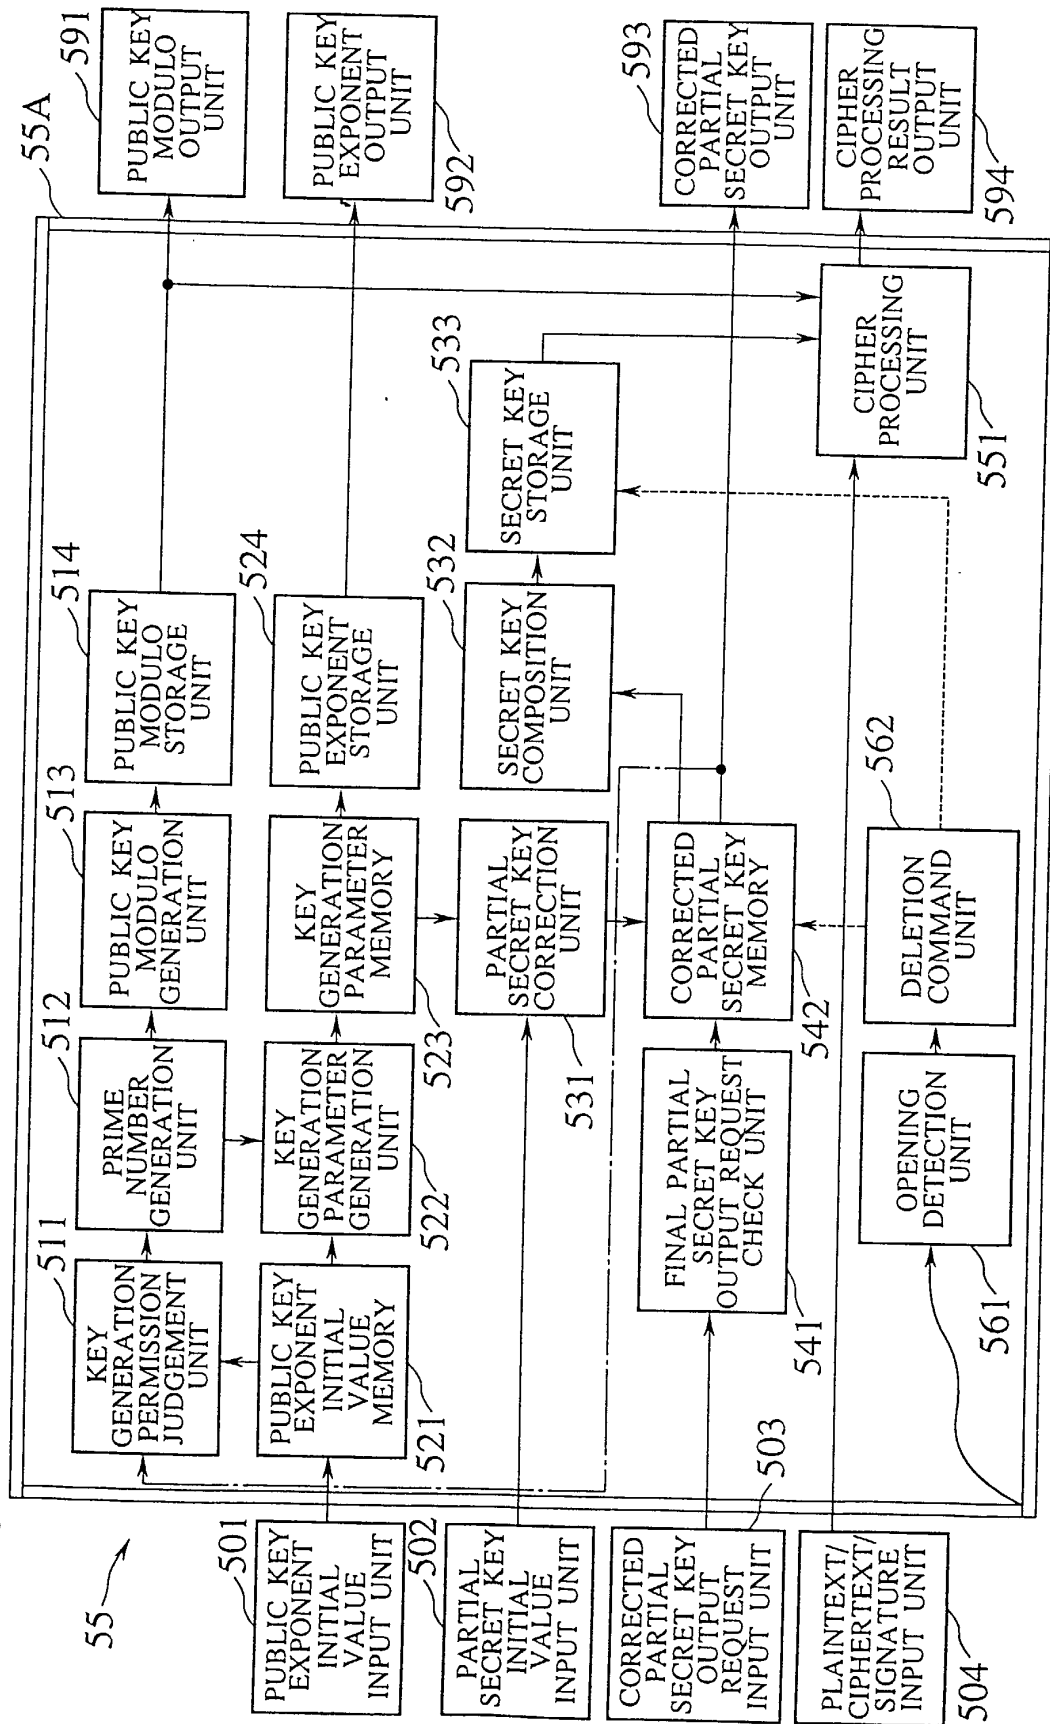 55
55A
501
PUBLIC KEY
EXPONENT
INITIAL
VALUE
INPUT UNIT
502
PARTIAL
SECRET KEY
INITIAL
VALUE
INPUT UNIT
503
CORRECTED
PARTIAL
SECRET KEY
OUTPUT
REQUEST
INPUT UNIT
504
PLAINTEXT/
CIPHERTEXT/
SIGNATURE
INPUT UNIT
511
KEY
GENERATION
PERMISSION
JUDGEMENT
UNIT
512
PRIME
NUMBER
GENERATION
UNIT
513
PUBLIC KEY
MODULO
GENERATION
UNIT
514
PUBLIC KEY
MODULO
STORAGE
UNIT
521
PUBLIC KEY
EXPONENT
INITIAL
VALUE
MEMORY
522
KEY
GENERATION
PARAMETER
GENERATION
UNIT
523
KEY
GENERATION
PARAMETER
MEMORY
524
PUBLIC KEY
EXPONENT
STORAGE
UNIT
531
PARTIAL
SECRET KEY
CORRECTION
UNIT
532
SECRET KEY
COMPOSITION
UNIT
533
SECRET KEY
STORAGE
UNIT
541
FINAL PARTIAL
SECRET KEY
OUTPUT REQUEST
CHECK UNIT
542
CORRECTED
PARTIAL
SECRET KEY
MEMORY
551
CIPHER
PROCESSING
UNIT
561
OPENING
DETECTION
UNIT
562
DELETION
COMMAND
UNIT
591
PUBLIC KEY
MODULO
OUTPUT
UNIT
592
PUBLIC KEY
EXPONENT
OUTPUT
UNIT
593
CORRECTED
PARTIAL
SECRET KEY
OUTPUT
UNIT
594
CIPHER
PROCESSING
RESULT
OUTPUT
UNIT